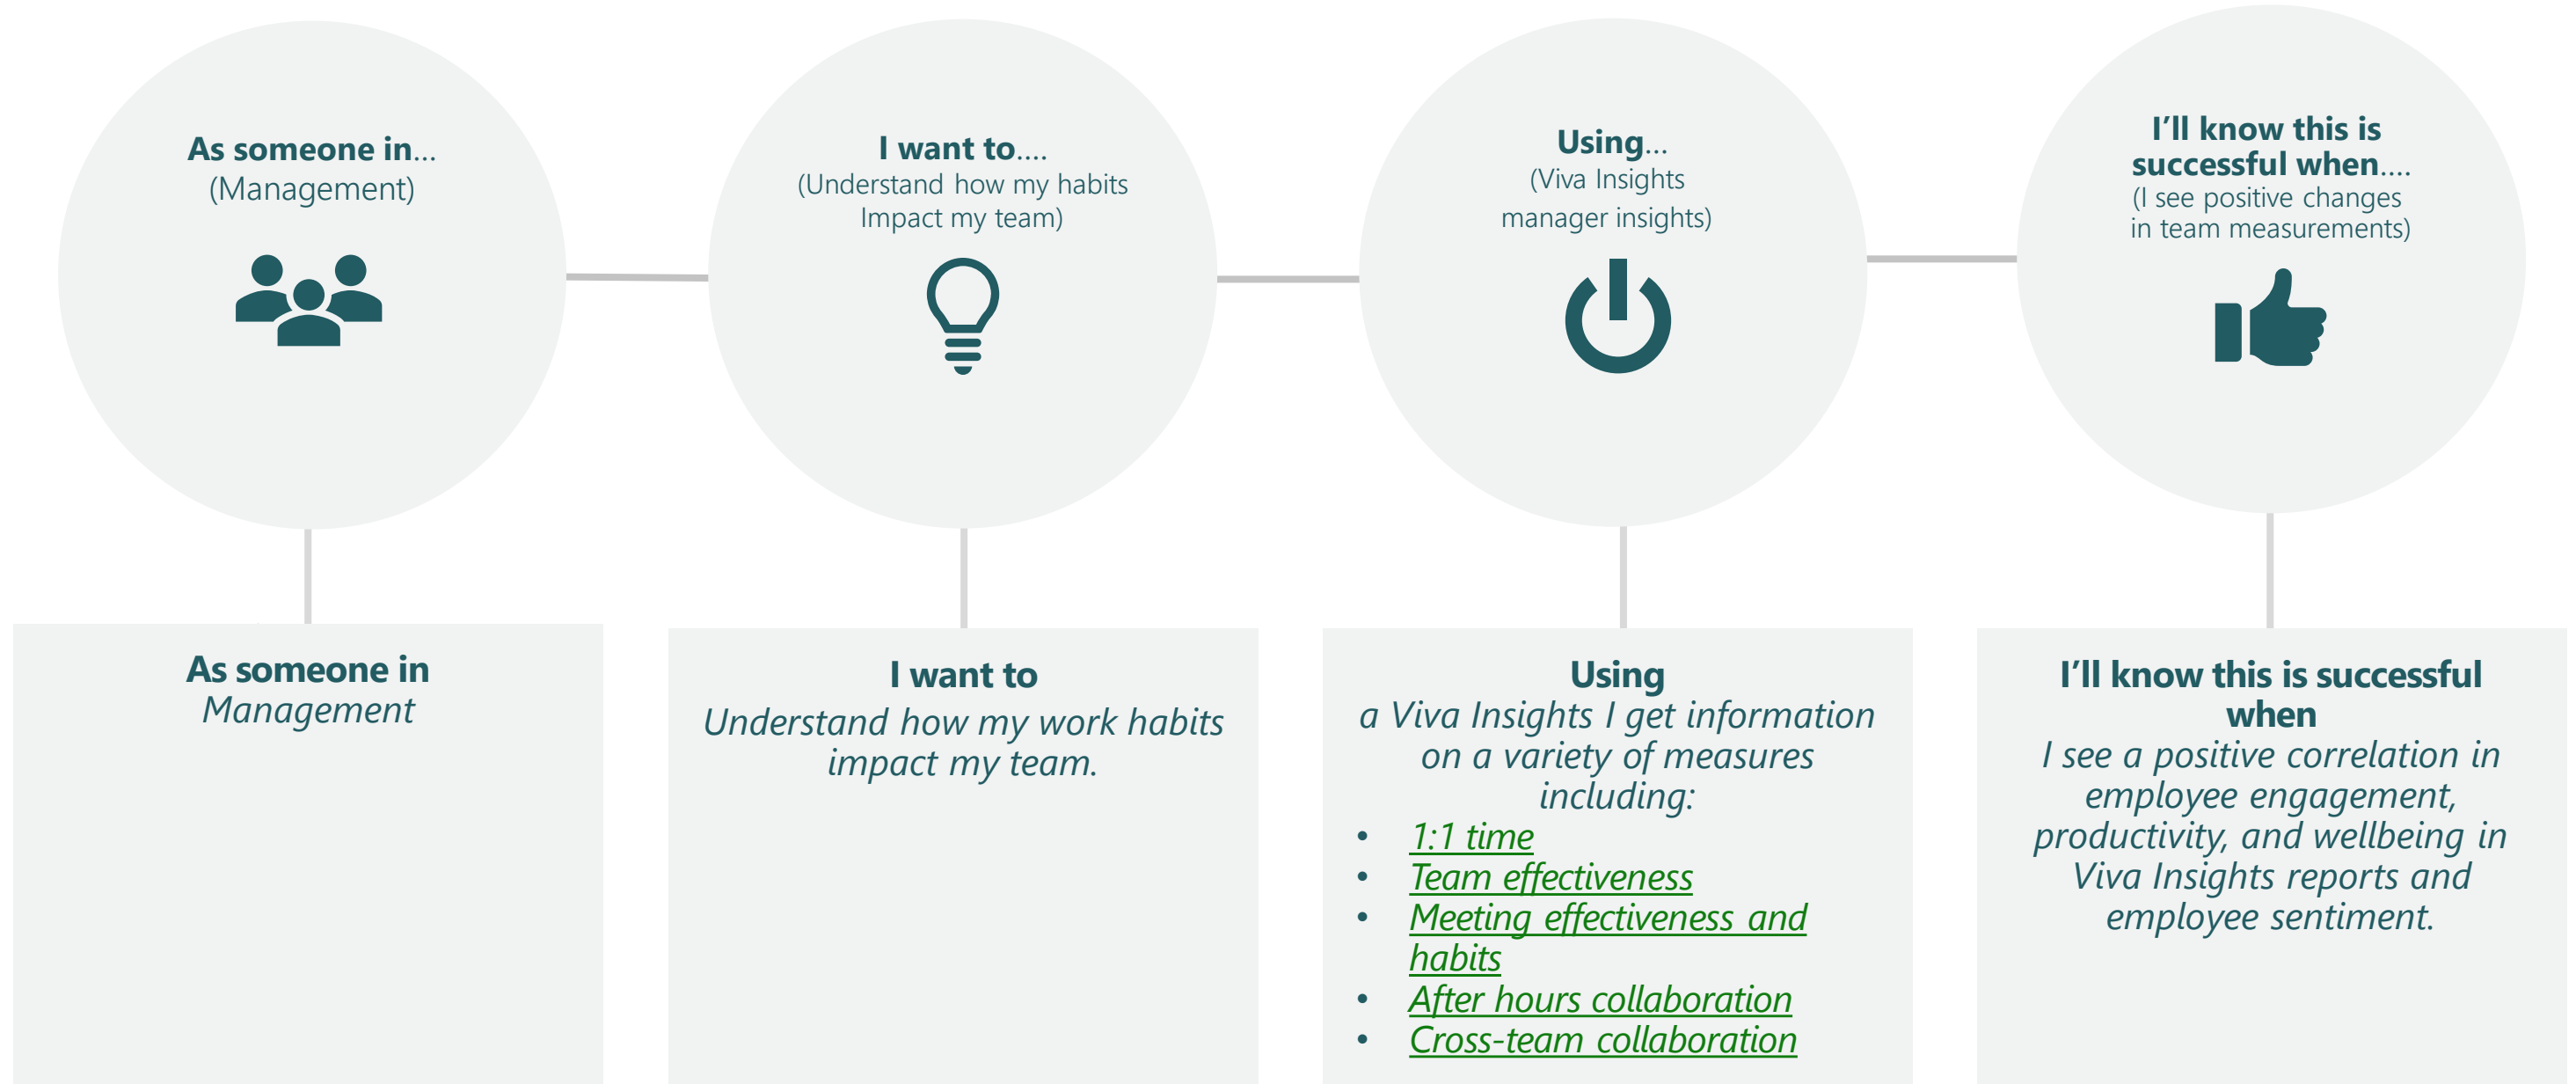 As someone in...
(Management)
I want to....
(Understand how my habits
Impact my team)
Using...
(Viva Insights
manager insights)
I’ll know this is
successful when....
(I see positive changes
in team measurements)
As someone in
Management
I want to
Understand how my work habits
impact my team.
Using
a Viva Insights I get information
on a variety of measures
including:
• 1:1 time
• Team effectiveness
• Meeting effectiveness and
habits
• After hours collaboration
• Cross-team collaboration
I’ll know this is successful
when
I see a positive correlation in
employee engagement,
productivity, and wellbeing in
Viva Insights reports and
employee sentiment.